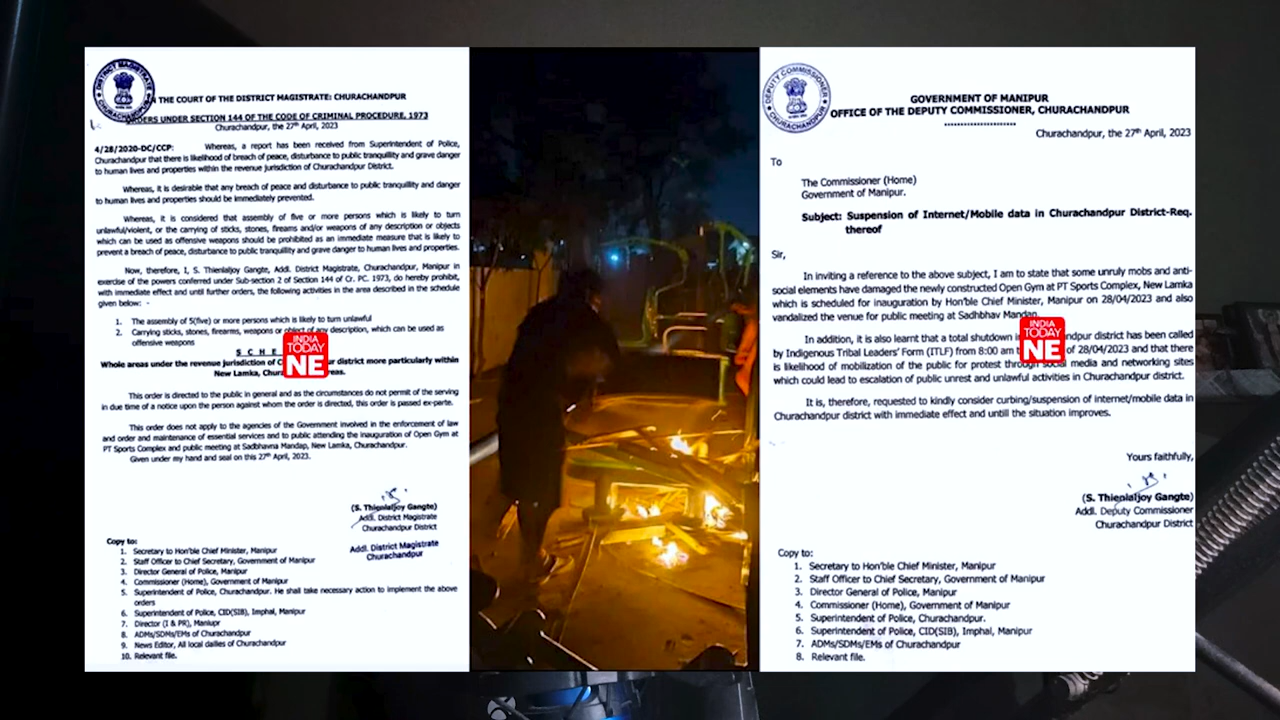 IN THE COURT OF THE DISTRICT MAGISTRATE: CHURACHANDPUR
ORDERS UNDER SECTION 144 OF THE CODE OF CRIMINAL PROCEDURE, 1973
Churachandpur, the 27th April, 2023
4/28/2020-DC/CCP: Whereas, a report has been received from Superintendent of Police,
Churachandpur that there is likelihood of breach of peace, disturbance to public tranquillity and grave danger
to human lives and properties within the revenue jurisdiction of Churachandpur District.
Whereas, it is desirable that any breach of peace and disturbance to public tranquillity and danger
to human lives and properties should be immediately prevented.
Whereas, it is considered that assembly of five or more persons which is likely to turn
unlawful/violent, or the carrying of sticks, stones, firearms and/or weapons of any description or objects
which can be used as offensive weapons should be prohibited as an immediate measure that is likely to
prevent a breach of peace, disturbance to public tranquillity and grave danger to human lives and properties.
Now, therefore, I, S. Thienlaljoy Gangte, Addl. District Magistrate, Churachandpur, Manipur in
exercise of the powers conferred under Sub-section 2 of Section 144 of Cr. PC. 1973, do hereby prohibit,
with immediate effect and until further orders, the following activities in the area described in the schedule
given below: -
1. The assembly of 5(five) or more persons which is likely to turn unlawful
2. Carrying sticks, stones, firearms, weapons or object of any description, which can be used as
offensive weapons
S C H E
Whole areas under the revenue jurisdiction of C ur district more particularly within
New Lamka, Chura reas.
This order is directed to the public in general and as the circumstances do not permit of the serving
in due time of a notice upon the person against whom the order is directed, this order is passed ex-parte.
This order does not apply to the agencies of the Government involved in the enforcement of law
and order and maintenance of essential services and to public attending the inauguration of Open Gym at
PT Sports Complex and public meeting at Sadbhavna Mandap, New Lamka, Churachandpur.
Given under my hand and seal on this 27th April, 2023.
(S. Thienlaljoy Gangte)
Addl. District Magistrate
Churachandpur District
Addl. District Magistrate
Churachandpur
Copy to:
1. Secretary to Hon'ble Chief Minister, Manipur
2. Staff Officer to Chief Secretary, Government of Manipur
3. Director General of Police, Manipur
4. Commissioner (Home), Government of Manipur
5. Superintendent of Police, Churachandpur. He shall take necessary action to implement the above
orders
6. Superintendent of Police, CID(SIB), Imphal, Manipur
7. Director (I & PR), Maniupr
8. ADMs/SDMs/EMs of Churachandpur
9. News Editor, All local dailies of Churachandpur
10. Relevant file.
INDIA
TODAY
NE
DEPUTY COMMISSIONER
GOVERNMENT OF MANIPUR
OFFICE OF THE DEPUTY COMMISSIONER, CHURACHANDPUR
Churachandpur, the 27th April, 2023
To
The Commissioner (Home)
Government of Manipur.
Subject: Suspension of Internet/Mobile data in Churachandpur District-Req.
thereof
Sir,
In inviting a reference to the above subject, I am to state that some unruly mobs and anti-
social elements have damaged the newly constructed Open Gym at PT Sports Complex, New Lamka
which is scheduled for inauguration by Hon'ble Chief Minister, Manipur on 28/04/2023 and also
vandalized the venue for public meeting at Sadhbhav Mandap.
In addition, it is also learnt that a total shutdown i ndpur district has been called
by Indigenous Tribal Leaders' Form (ITLF) from 8:00 am t of 28/04/2023 and that there
is likelihood of mobilization of the public for protest through social media and networking sites
which could lead to escalation of public unrest and unlawful activities in Churachandpur district.
It is, therefore, requested to kindly consider curbing/suspension of internet/mobile data in
Churachandpur district with immediate effect and untill the situation improves.
Yours faithfully,
(S. Thienlaljoy Gangte)
Addl. Deputy Commissioner
Churachandpur District
Copy to:
1. Secretary to Hon'ble Chief Minister, Manipur
2. Staff Officer to Chief Secretary, Government of Manipur
3. Director General of Police, Manipur
4. Commissioner (Home), Government of Manipur
5. Superintendent of Police, Churachandpur.
6. Superintendent of Police, CID(SIB), Imphal, Manipur
7. ADMs/SDMs/EMs of Churachandpur
8. Relevant file.
INDIA
TODAY
NE